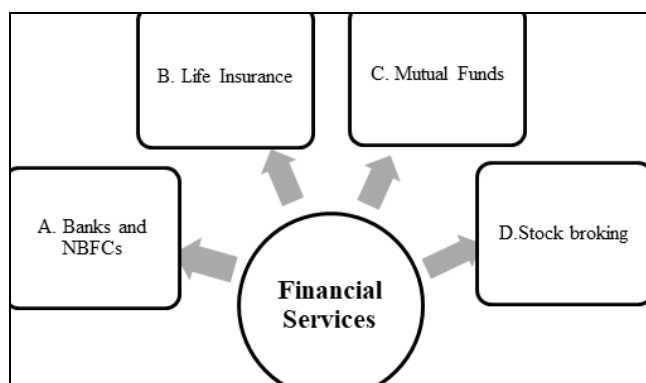 B. Life Insurance
C. Mutual Funds
A. Banks and
NBFCs
D.Stock broking
Financial
Services